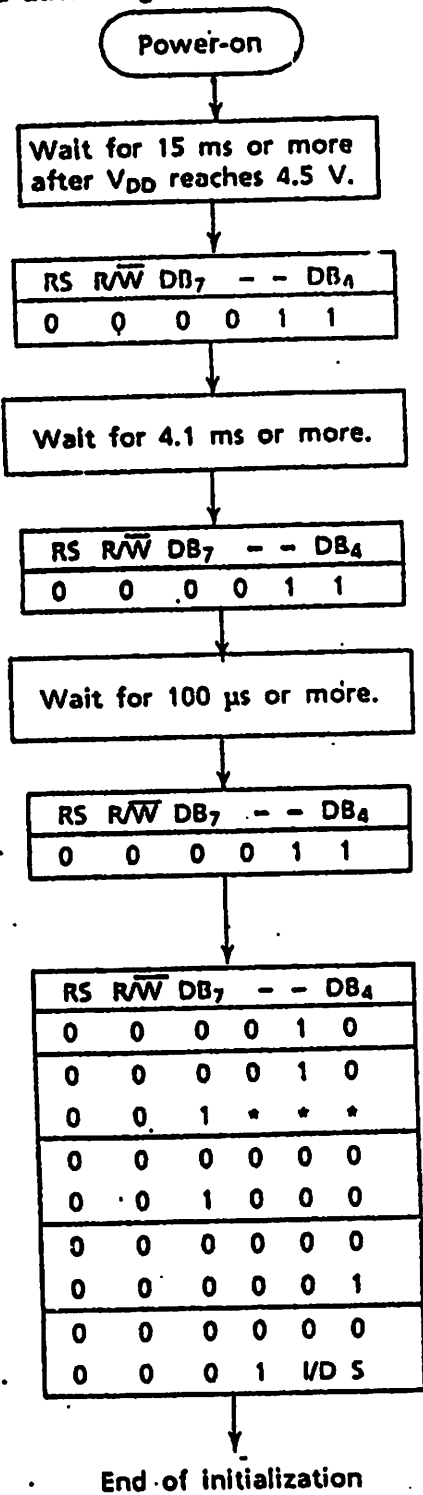 Power-on
Wait for 15 ms or more
after VDD reaches 4.5 V.
RS R/W̅ DB7 - - DB4
0 0 0 0 1 1
Wait for 4.1 ms or more.
RS R/W̅ DB7 - - DB4
0 0 0 0 1 1
Wait for 100 µs or more.
RS R/W̅ DB7 - - DB4
0 0 0 0 1 1
RS R/W̅ DB7 - - DB4
0 0 0 0 1 0
0 0 0 0 1 0
0 0 1 * * *
0 0 0 0 0 0
0 0 1 0 0 0
0 0 0 0 0 0
0 0 0 0 0 1
0 0 0 0 0 0
0 0 0 1 I/D S
End of initialization